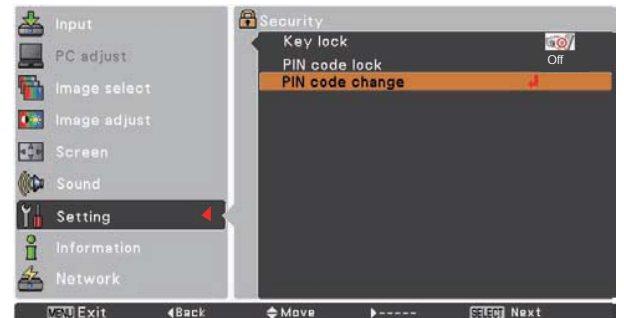 Input
PC adjust
Image select
Image adjust
Screen
Sound
Setting
Information
Network
Security
Key lock
PIN code lock Off
PIN code change
MENU Exit ◀Back Move ▶----- SELECT Next